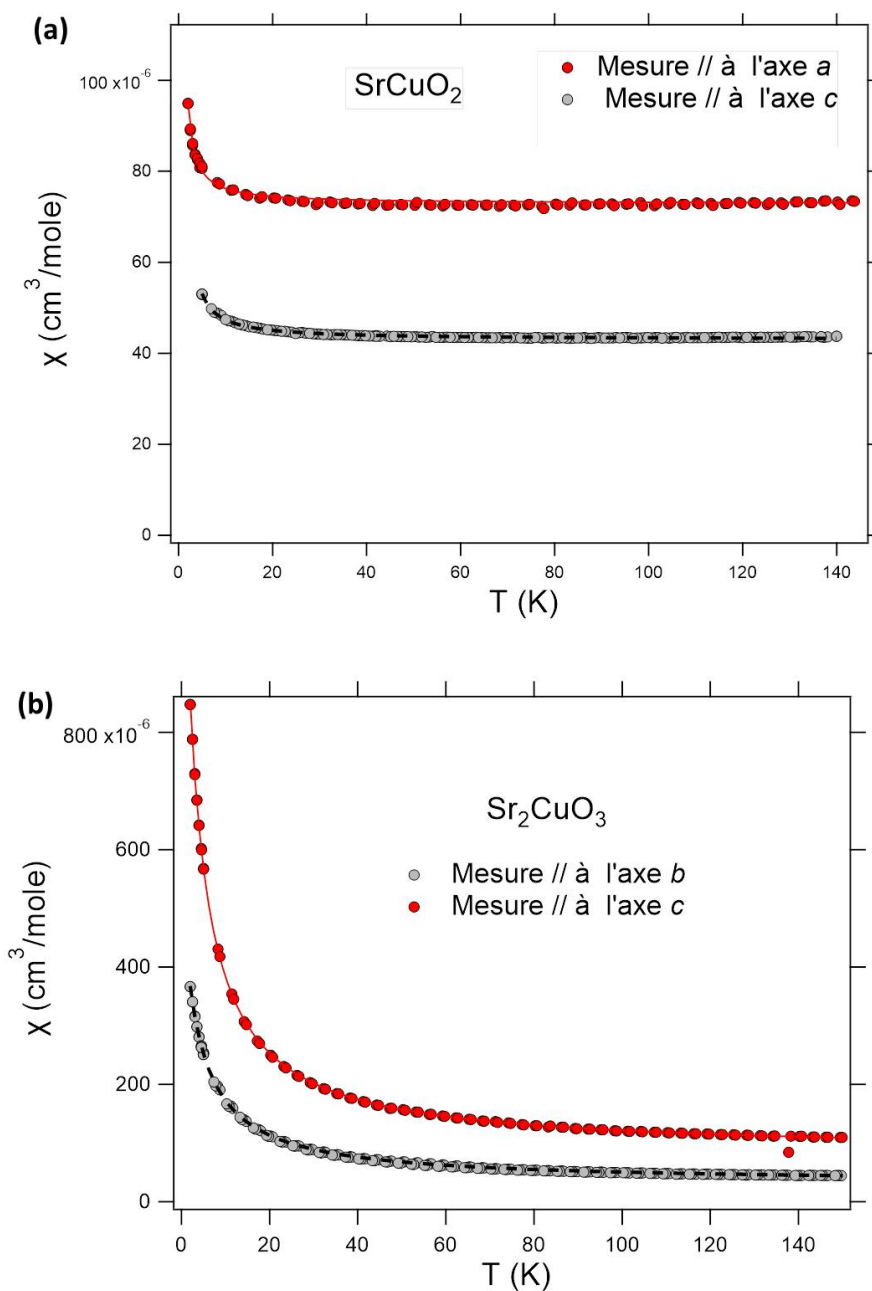 (a)
SrCuO₂
Mesure // à l'axe a
Mesure // à l'axe c
100 x10⁻⁶
80
60
40
20
0
χ (cm³/mole)
0 20 40 60 80 100 120 140
T (K)
(b)
Sr₂CuO₃
Mesure // à l'axe b
Mesure // à l'axe c
800 x10⁻⁶
600
400
200
0
χ (cm³/mole)
0 20 40 60 80 100 120 140
T (K)